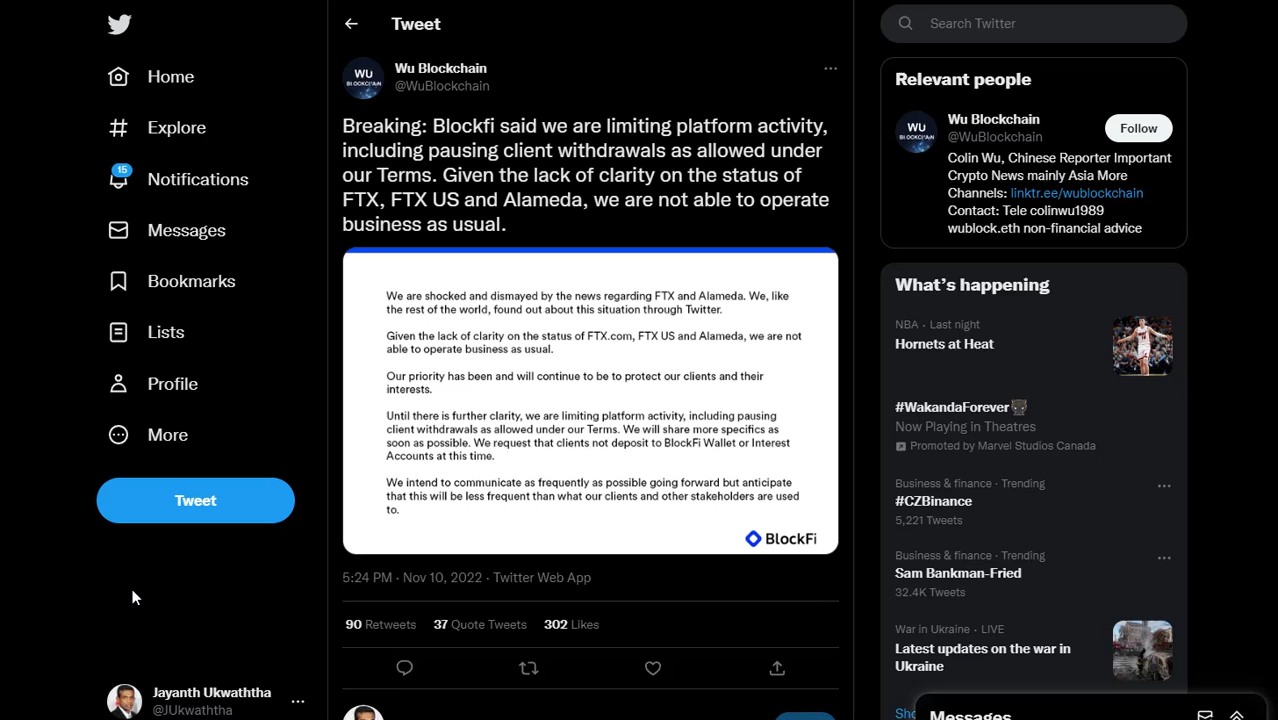 Home
Explore
15
Notifications
Messages
Bookmarks
Lists
Profile
More
Tweet
Jayanth Ukwaththa
@JUkwaththa
Tweet
WU
BLOCKCHAIN
Wu Blockchain
@WuBlockchain
Breaking: Blockfi said we are limiting platform activity,
including pausing client withdrawals as allowed under
our Terms. Given the lack of clarity on the status of
FTX, FTX US and Alameda, we are not able to operate
business as usual.
We are shocked and dismayed by the news regarding FTX and Alameda. We, like
the rest of the world, found out about this situation through Twitter.
Given the lack of clarity on the status of FTX.com, FTX US and Alameda, we are not
able to operate business as usual.
Our priority has been and will continue to be to protect our clients and their
interests.
Until there is further clarity, we are limiting platform activity, including pausing
client withdrawals as allowed under our Terms. We will share more specifics as
soon as possible. We request that clients not deposit to BlockFi Wallet or Interest
Accounts at this time.
We intend to communicate as frequently as possible going forward but anticipate
that this will be less frequent than what our clients and other stakeholders are used
to.
BlockFi
5:24 PM · Nov 10, 2022 · Twitter Web App
90 Retweets 37 Quote Tweets 302 Likes
Search Twitter
Relevant people
WU
BLOCKCHAIN
Wu Blockchain
@WuBlockchain
Follow
Colin Wu, Chinese Reporter Important
Crypto News mainly Asia More
Channels: linktr.ee/wublockchain
Contact: Tele colinwu1989
wublock.eth non-financial advice
What's happening
NBA · Last night
Hornets at Heat
#WakandaForever
Now Playing in Theatres
Promoted by Marvel Studios Canada
Business & finance · Trending
#CZBinance
5,221 Tweets
Business & finance · Trending
Sam Bankman-Fried
32.4K Tweets
War in Ukraine · LIVE
Latest updates on the war in
Ukraine
Messages